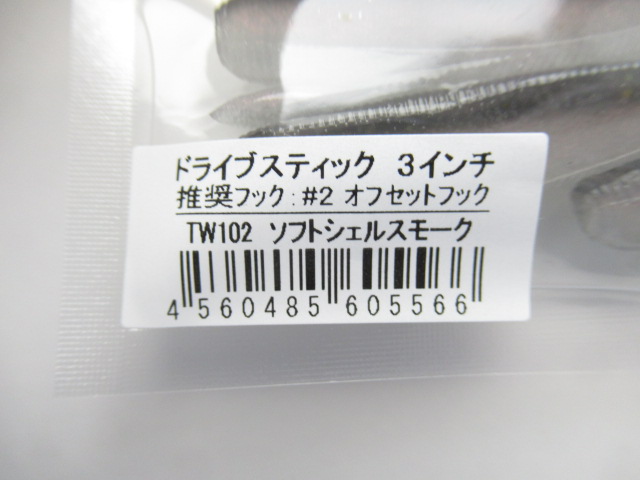 ドライブスティック 3インチ
推奨フック:#2 オフセットフック
TW102 ソフトシェルスモーク
4 560485 605566